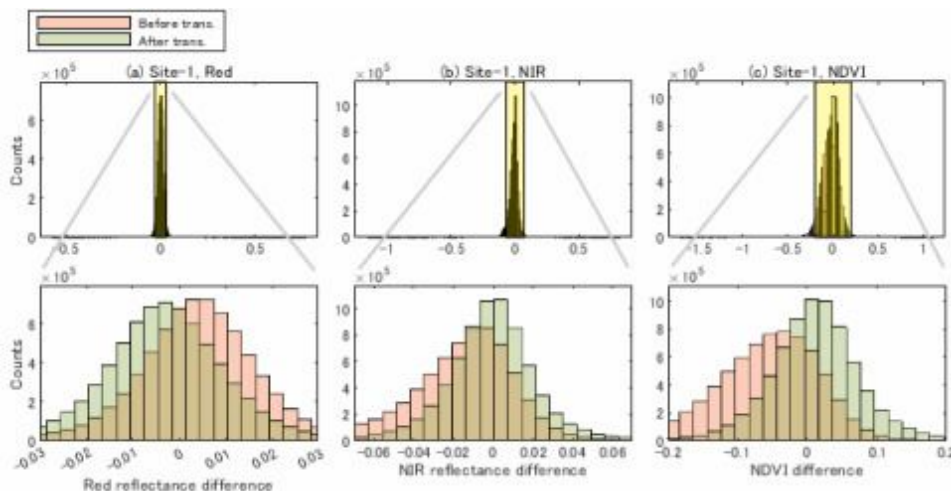 Before trans.
After trans.
(a) Site-1, Red
(b) Site-1, NIR
(c) Site-1, NDVI
×10⁵ ×10⁵ ×10⁵
Counts
6 4 2 0
10 8 6 4 2 0
10 8 6 4 2 0
-0.5 0 0.5
-1 -0.5 0 0.5
-1.5 -1 -0.5 0 0.5 1
×10⁵ ×10⁵
Counts
6 4 2 0
10 8 6 4 2 0
10 8 6 4 2 0
-0.03 -0.02 -0.01 0 0.01 0.02 0.03
-0.06 -0.04 -0.02 0 0.02 0.04 0.06
-0.2 -0.1 0 0.1 0.2
Red reflectance difference
NIR reflectance difference
NDVI difference